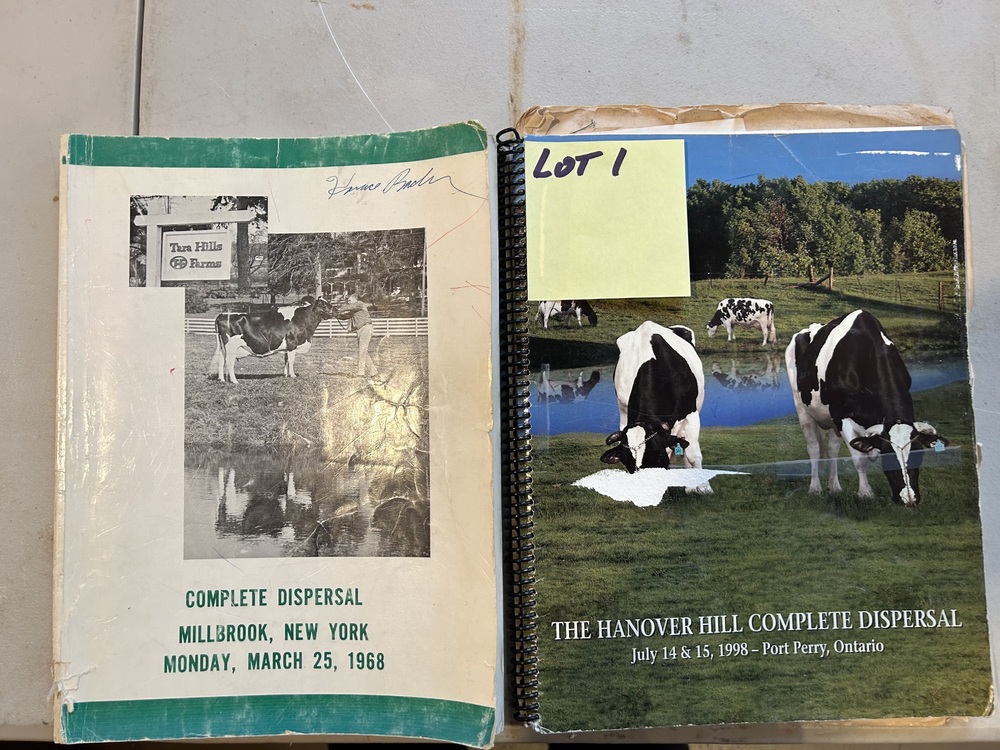 Horace
Tara Hills
Farms
COMPLETE DISPERSAL
MILLBROOK, NEW YORK
MONDAY, MARCH 25, 1968
LOT 1
THE HANOVER HILL COMPLETE DISPERSAL
July 14 & 15, 1998 – Port Perry, Ontario